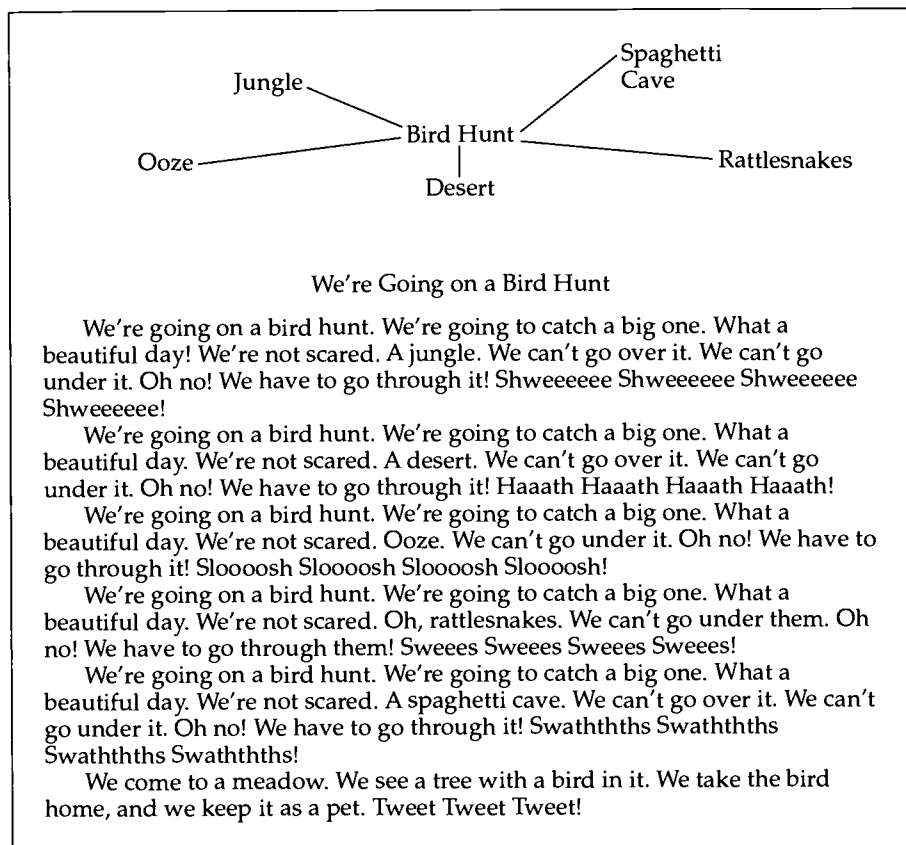 Spaghetti
Cave
Jungle
Bird Hunt
Ooze
Rattlesnakes
Desert
We're Going on a Bird Hunt
We're going on a bird hunt. We're going to catch a big one. What a
beautiful day! We're not scared. A jungle. We can't go over it. We can't go
under it. Oh no! We have to go through it! Shweeeeee Shweeeeee Shweeeeee
Shweeeeee!
We're going on a bird hunt. We're going to catch a big one. What a
beautiful day. We're not scared. A desert. We can't go over it. We can't go
under it. Oh no! We have to go through it! Haaath Haaath Haaath Haaath!
We're going on a bird hunt. We're going to catch a big one. What a
beautiful day. We're not scared. Ooze. We can't go under it. Oh no! We have to
go through it! Sloooosh Sloooosh Sloooosh Sloooosh!
We're going on a bird hunt. We're going to catch a big one. What a
beautiful day. We're not scared. Oh, rattlesnakes. We can't go under them. Oh
no! We have to go through them! Sweees Sweees Sweees Sweees!
We're going on a bird hunt. We're going to catch a big one. What a
beautiful day. We're not scared. A spaghetti cave. We can't go over it. We can't
go under it. Oh no! We have to go through it! Swaththths Swaththths
Swaththths Swaththths!
We come to a meadow. We see a tree with a bird in it. We take the bird
home, and we keep it as a pet. Tweet Tweet Tweet!